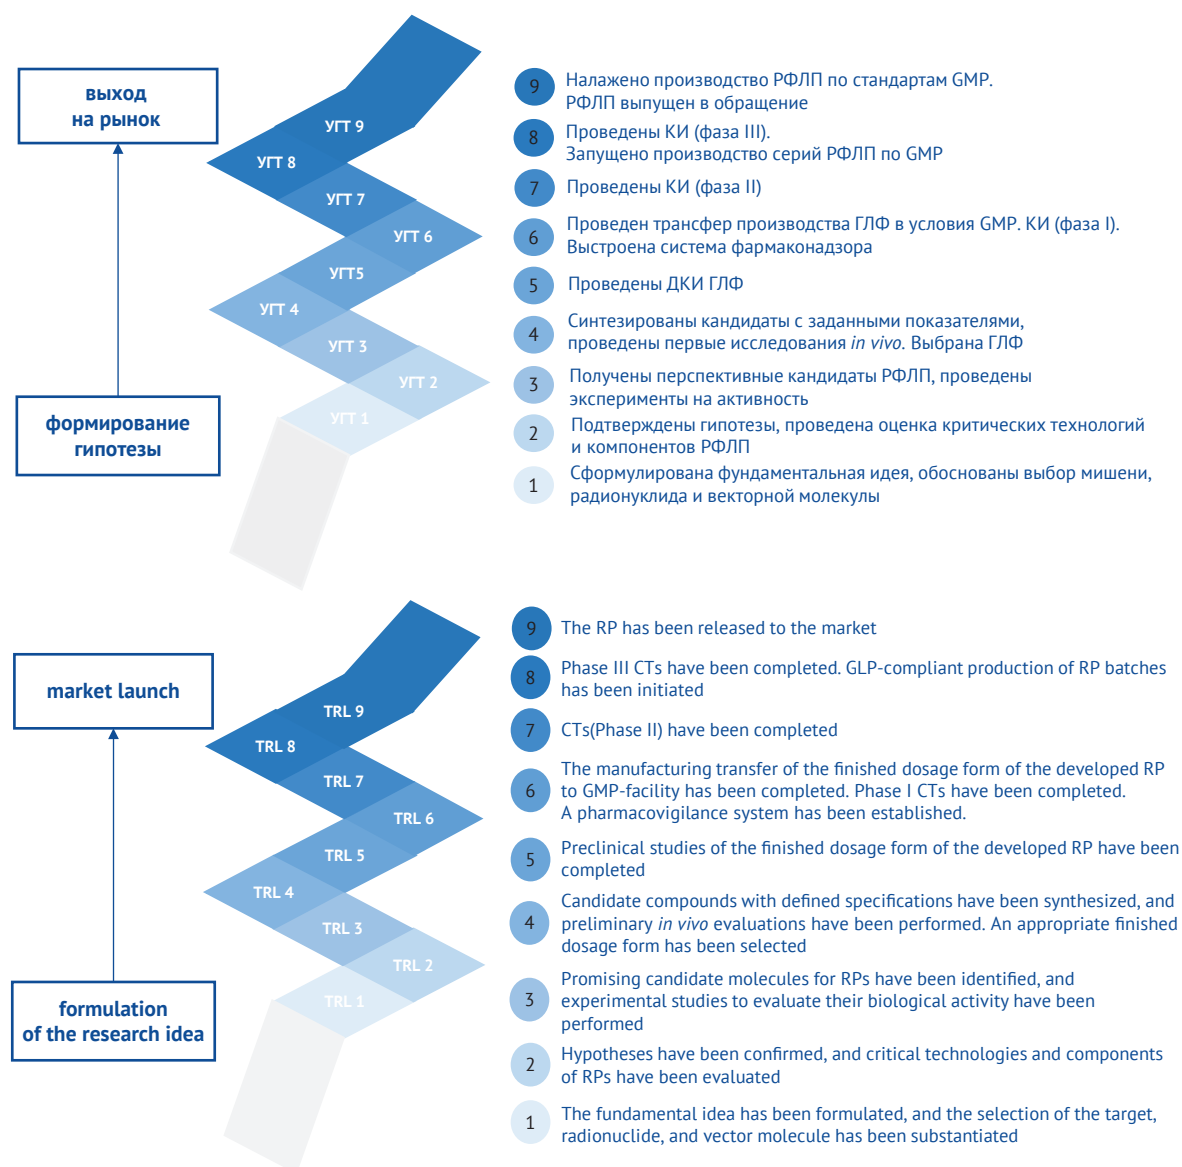 выход
на рынок
формирование
гипотезы
УГТ 9
УГТ 8
УГТ 7
УГТ 6
УГТ5
УГТ 4
УГТ 3
УГТ 2
УГТ 1
9 Налажено производство РФЛП по стандартам GMP.
РФЛП выпущен в обращение
8 Проведены КИ (фаза III).
Запущено производство серий РФЛП по GMP
7 Проведены КИ (фаза II)
6 Проведен трансфер производства ГЛФ в условия GMP. КИ (фаза I).
Выстроена система фармаконадзора
5 Проведены ДКИ ГЛФ
4 Синтезированы кандидаты с заданными показателями,
проведены первые исследования in vivo. Выбрана ГЛФ
3 Получены перспективные кандидаты РФЛП, проведены
эксперименты на активность
2 Подтверждены гипотезы, проведена оценка критических технологий
и компонентов РФЛП
1 Сформулирована фундаментальная идея, обоснованы выбор мишени,
радионуклида и векторной молекулы
market launch
formulation
of the research idea
TRL 9
TRL 8
TRL 7
TRL 6
TRL 5
TRL 4
TRL 3
TRL 2
TRL 1
9 The RP has been released to the market
8 Phase III CTs have been completed. GLP-compliant production of RP batches
has been initiated
7 CTs(Phase II) have been completed
6 The manufacturing transfer of the finished dosage form of the developed RP
to GMP-facility has been completed. Phase I CTs have been completed.
A pharmacovigilance system has been established.
5 Preclinical studies of the finished dosage form of the developed RP have been
completed
4 Candidate compounds with defined specifications have been synthesized, and
preliminary in vivo evaluations have been performed. An appropriate finished
dosage form has been selected
3 Promising candidate molecules for RPs have been identified, and
experimental studies to evaluate their biological activity have been
performed
2 Hypotheses have been confirmed, and critical technologies and components
of RPs have been evaluated
1 The fundamental idea has been formulated, and the selection of the target,
radionuclide, and vector molecule has been substantiated